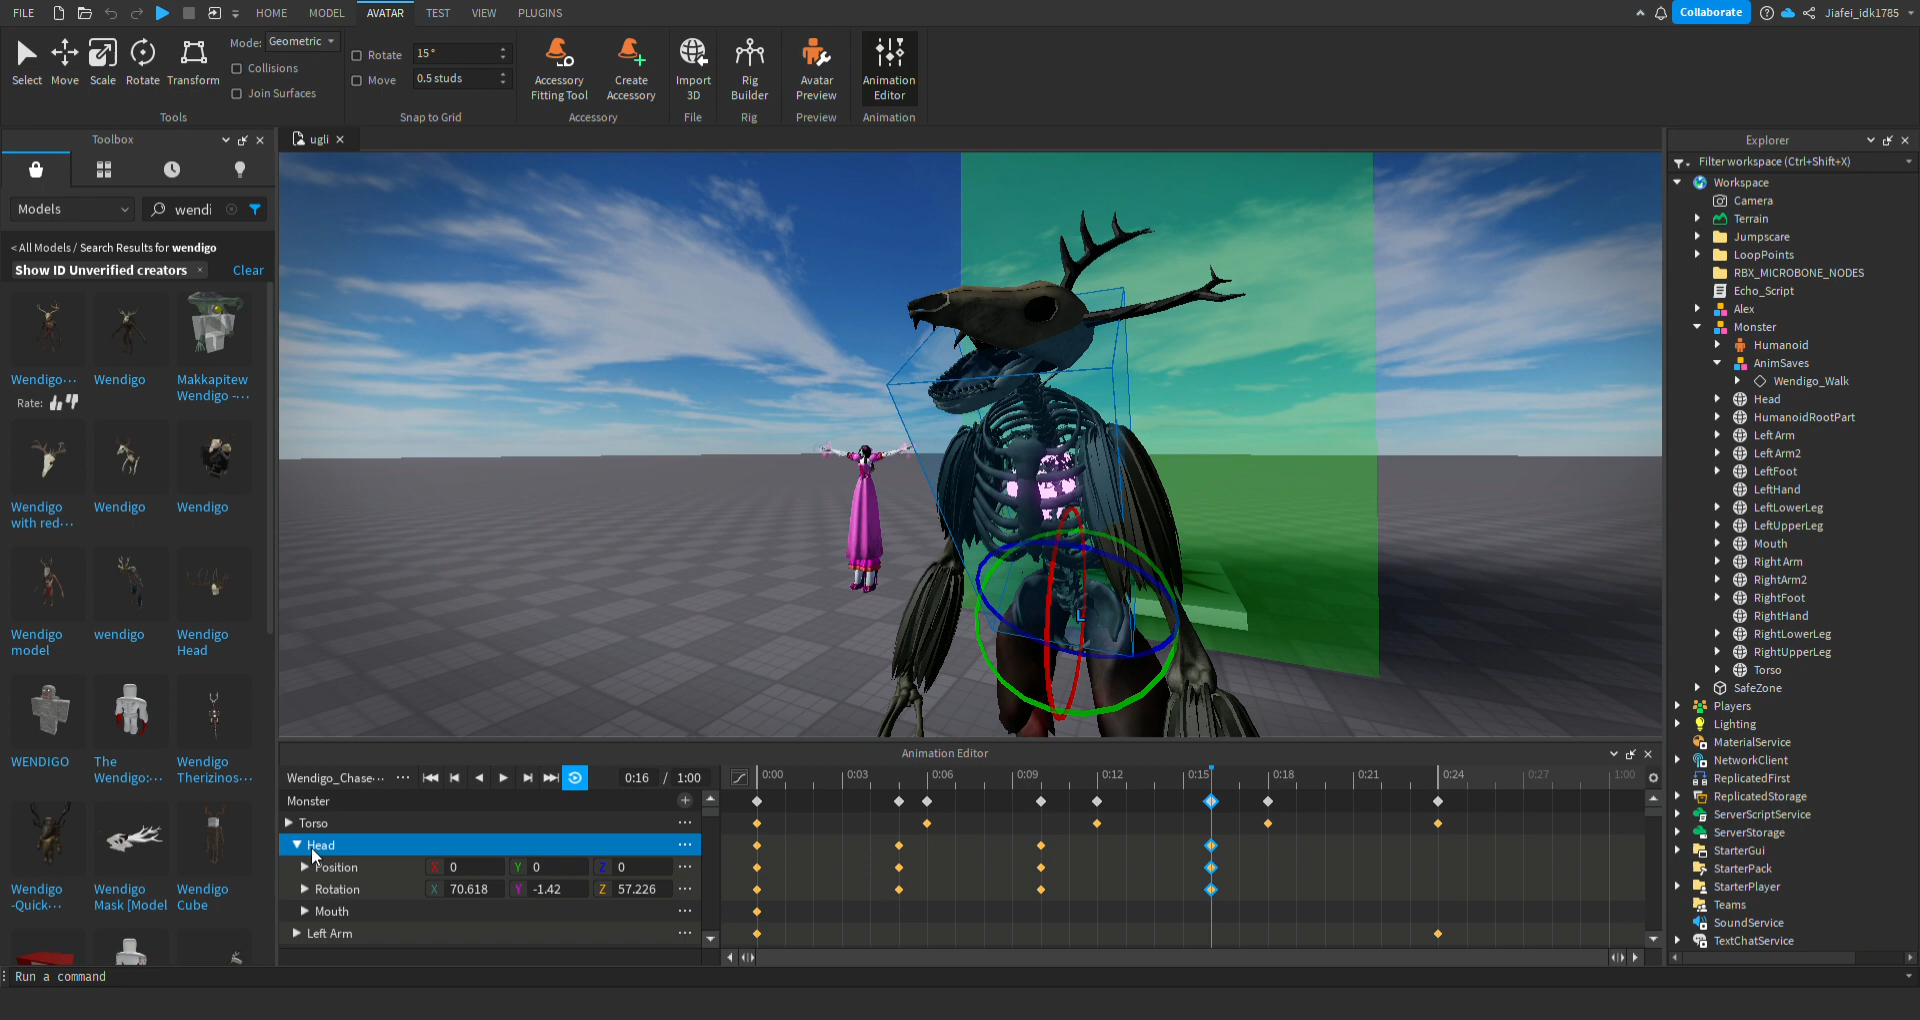 FILE HOME MODEL AVATAR TEST VIEW PLUGINS Collaborate Jiafei_idk1785
Select Move Scale Rotate Transform
Mode: Geometric
Collisions
Join Surfaces
Tools
Rotate 15°
Move 0.5 studs
Snap to Grid
Accessory Fitting Tool
Create Accessory
Accessory
Import 3D
File
Rig Builder
Rig
Avatar Preview
Preview
Animation Editor
Animation
Toolbox
Models wendi
< All Models / Search Results for wendigo
Show ID Unverified creators × Clear
Wendigo··· Wendigo Makkapitew
Wendigo -···
Rate:
Wendigo Wendigo Wendigo
with red···
Wendigo wendigo Wendigo
model Head
WENDIGO The Wendigo
Wendigo:··· Therizinos···
Wendigo Wendigo Wendigo
-Quick··· Mask [Model Cube
ugli
L
Animation Editor
Wendigo_Chase··· 0:16 / 1:00
0:00 0:03 0:06 0:09 0:12 0:15 0:18 0:21 0:24 0:27 1:00
Monster
Torso
Head
Position X 0 Y 0 Z 0
Rotation X 70.618 Y -1.42 Z 57.226
Mouth
Left Arm
Explorer
Filter workspace (Ctrl+Shift+X)
Workspace
Camera
Terrain
Jumpscare
LoopPoints
RBX_MICROBONE_NODES
Echo_Script
Alex
Monster
Humanoid
AnimSaves
Wendigo_Walk
Head
HumanoidRootPart
Left Arm
Left Arm2
LeftFoot
LeftHand
LeftLowerLeg
LeftUpperLeg
Mouth
Right Arm
RightArm2
RightFoot
RightHand
RightLowerLeg
RightUpperLeg
Torso
SafeZone
Players
Lighting
MaterialService
NetworkClient
ReplicatedFirst
ReplicatedStorage
ServerScriptService
ServerStorage
StarterGui
StarterPack
StarterPlayer
Teams
SoundService
TextChatService
Run a command